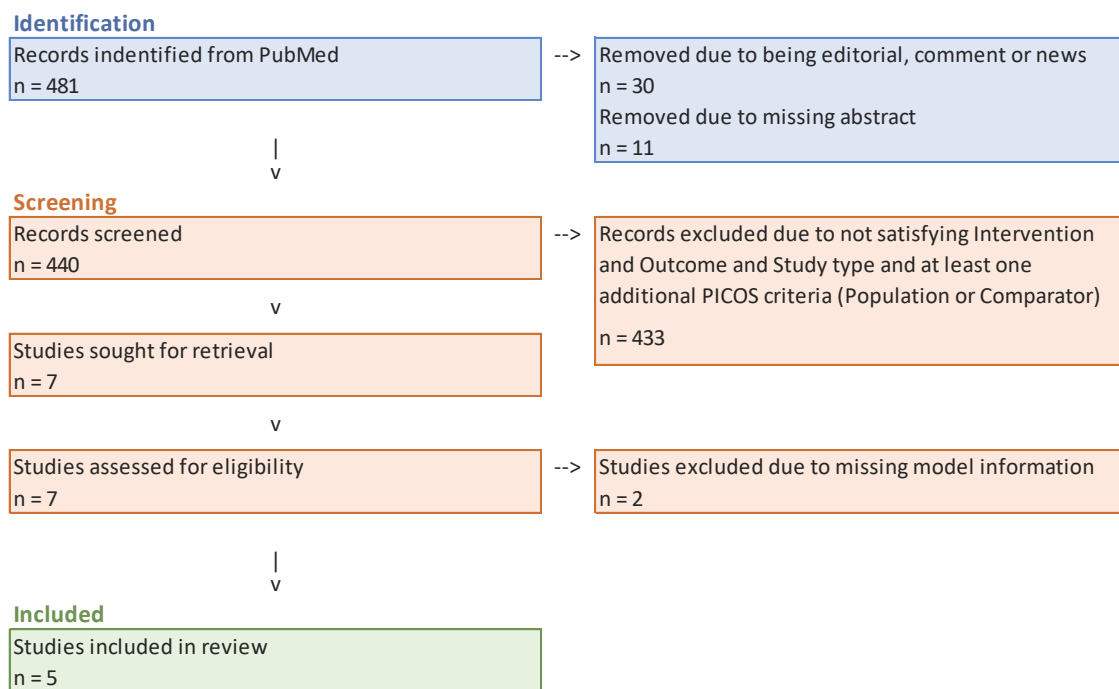 Identification
Records indentified from PubMed
n = 481
-->
Removed due to being editorial, comment or news
n = 30
Removed due to missing abstract
n = 11
|
v
Screening
Records screened
n = 440
-->
Records excluded due to not satisfying Intervention
and Outcome and Study type and at least one
additional PICOS criteria (Population or Comparator)
n = 433
v
Studies sought for retrieval
n = 7
v
Studies assessed for eligibility
n = 7
-->
Studies excluded due to missing model information
n = 2
|
v
Included
Studies included in review
n = 5